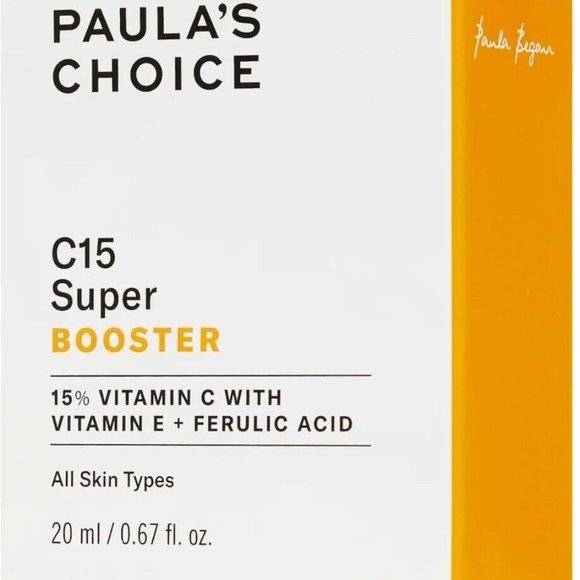 PAULA'S
CHOICE
Paula Begoun
C15
Super
BOOSTER
15% VITAMIN C WITH
VITAMIN E + FERULIC ACID
All Skin Types
20 ml / 0.67 fl. oz.